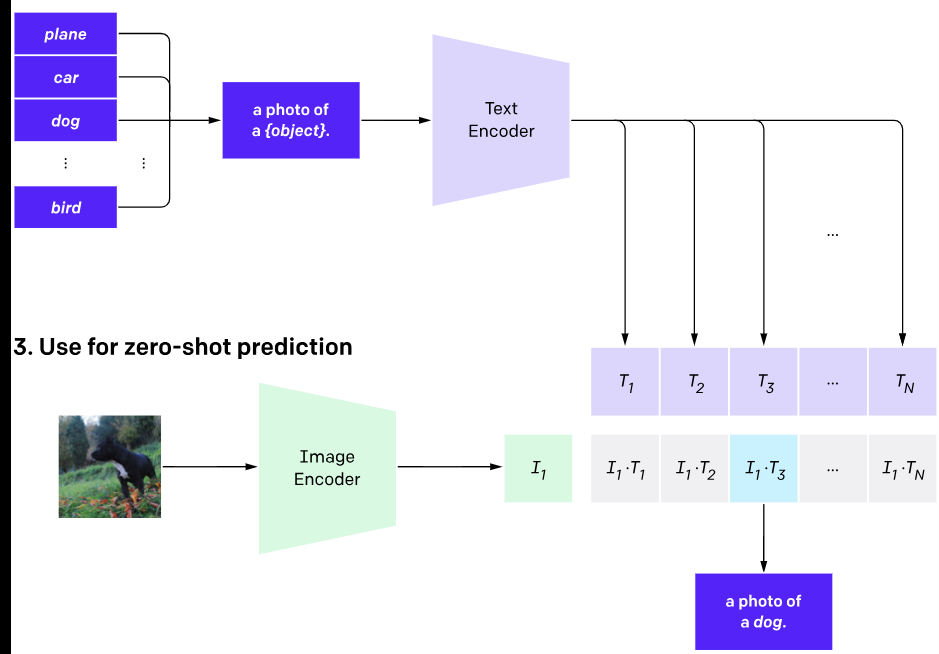 plane
car
dog
⋮ ⋮
bird
a photo of
a {object}.
Text
Encoder
...
3. Use for zero-shot prediction
T1 T2 T3 ... TN
Image
Encoder
I1
I1·T1 I1·T2 I1·T3 ... I1·TN
a photo of
a dog.